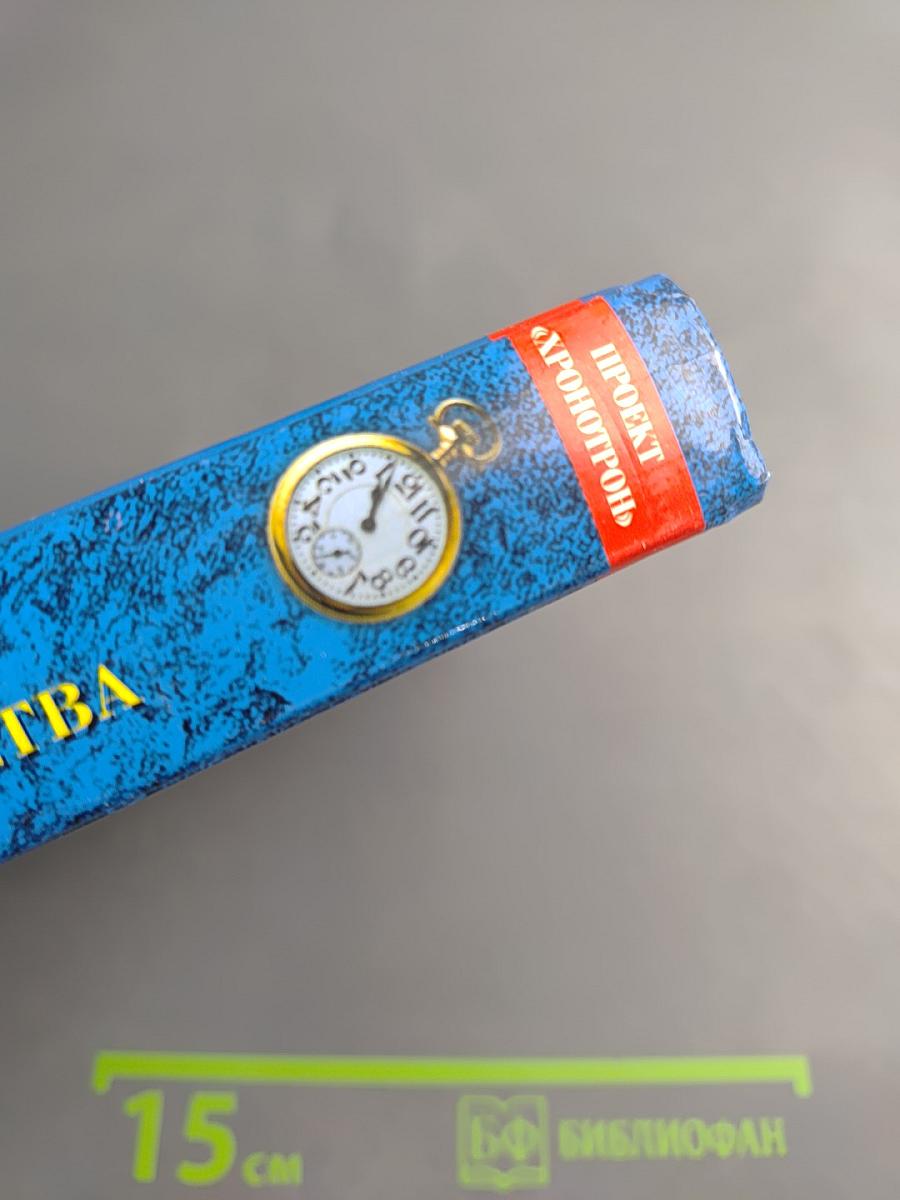 ПРОЕКТ
«ХРОНОТРОН»
ТВА
15 см
БФ БИБЛИОФАН